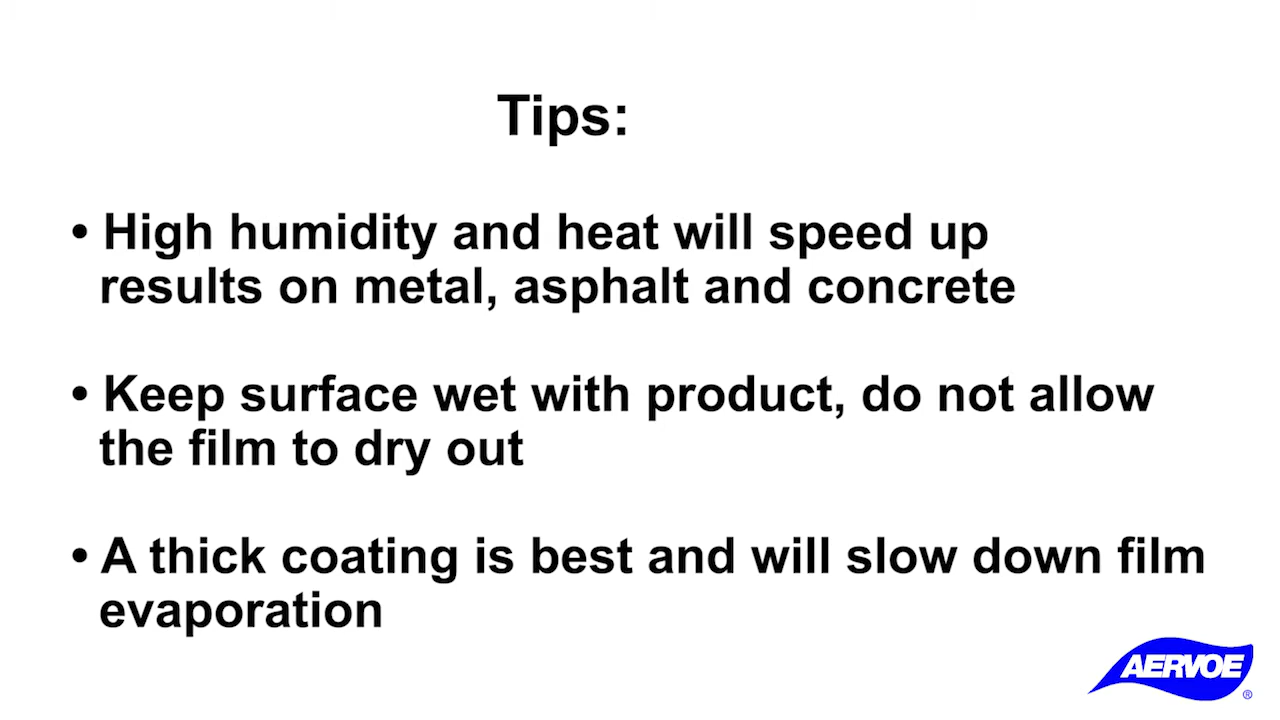 Tips:
• High humidity and heat will speed up
results on metal, asphalt and concrete
• Keep surface wet with product, do not allow
the film to dry out
• A thick coating is best and will slow down film
evaporation
AERVOE
®